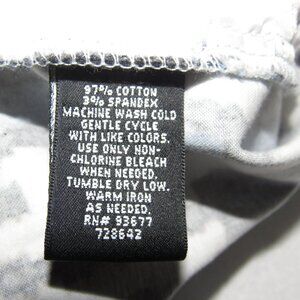 97% COTTON
3% SPANDEX
MACHINE WASH COLD
GENTLE CYCLE
WITH LIKE COLORS.
USE ONLY NON-
CHLORINE BLEACH
WHEN NEEDED.
TUMBLE DRY LOW.
WARM IRON
AS NEEDED.
RN# 93677
728642